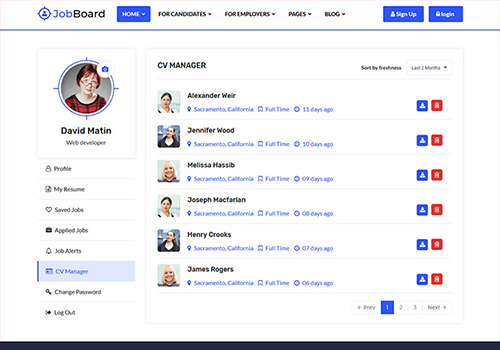 JobBoard
HOME FOR CANDIDATES FOR EMPLOYERS PAGES BLOG Sign Up login
David Matin
Web developer
Profile
My Resume
Saved Jobs
Applied Jobs
Job Alerts
CV Manager
Change Password
Log Out
CV MANAGER
Sort by freshness Last 2 Months
Alexander Weir
Sacramento, California Full Time 11 days ago
Jennifer Wood
Sacramento, California Full Time 10 days ago
Melissa Hassib
Sacramento, California Full Time 09 days ago
Joseph Macfarlan
Sacramento, California Full Time 08 days ago
Henry Crooks
Sacramento, California Full Time 07 days ago
James Rogers
Sacramento, California Full Time 06 days ago
← Prev 1 2 3 Next →